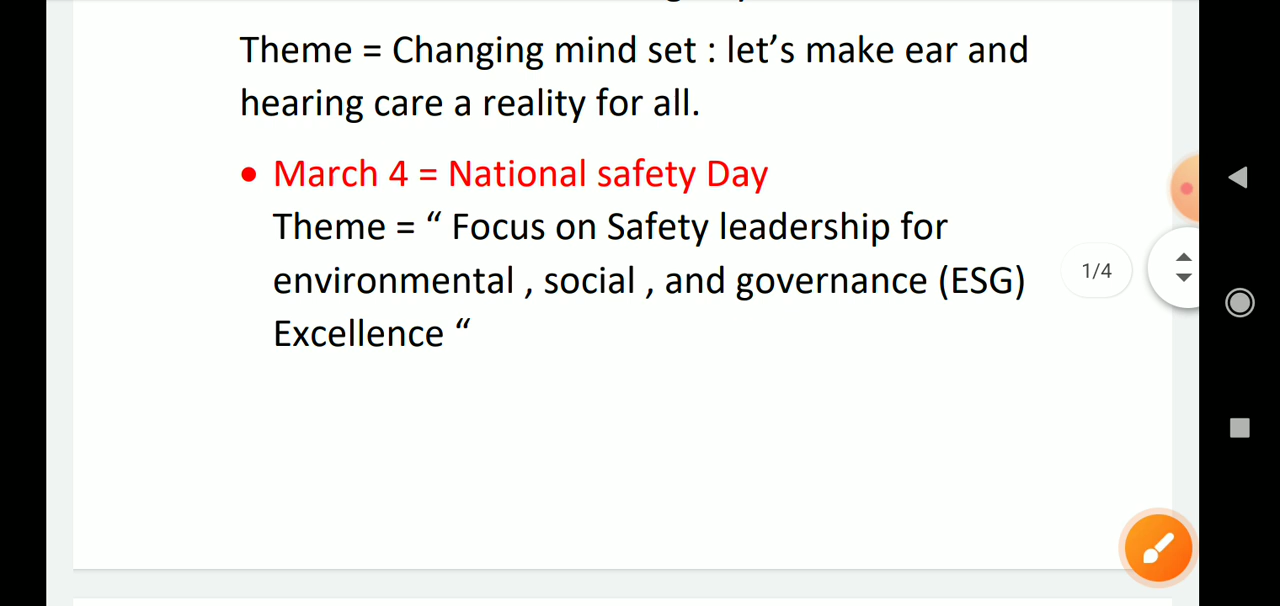 Theme = Changing mind set : let’s make ear and
hearing care a reality for all.
• March 4 = National safety Day
Theme = “ Focus on Safety leadership for
environmental , social , and governance (ESG)
Excellence “
1/4